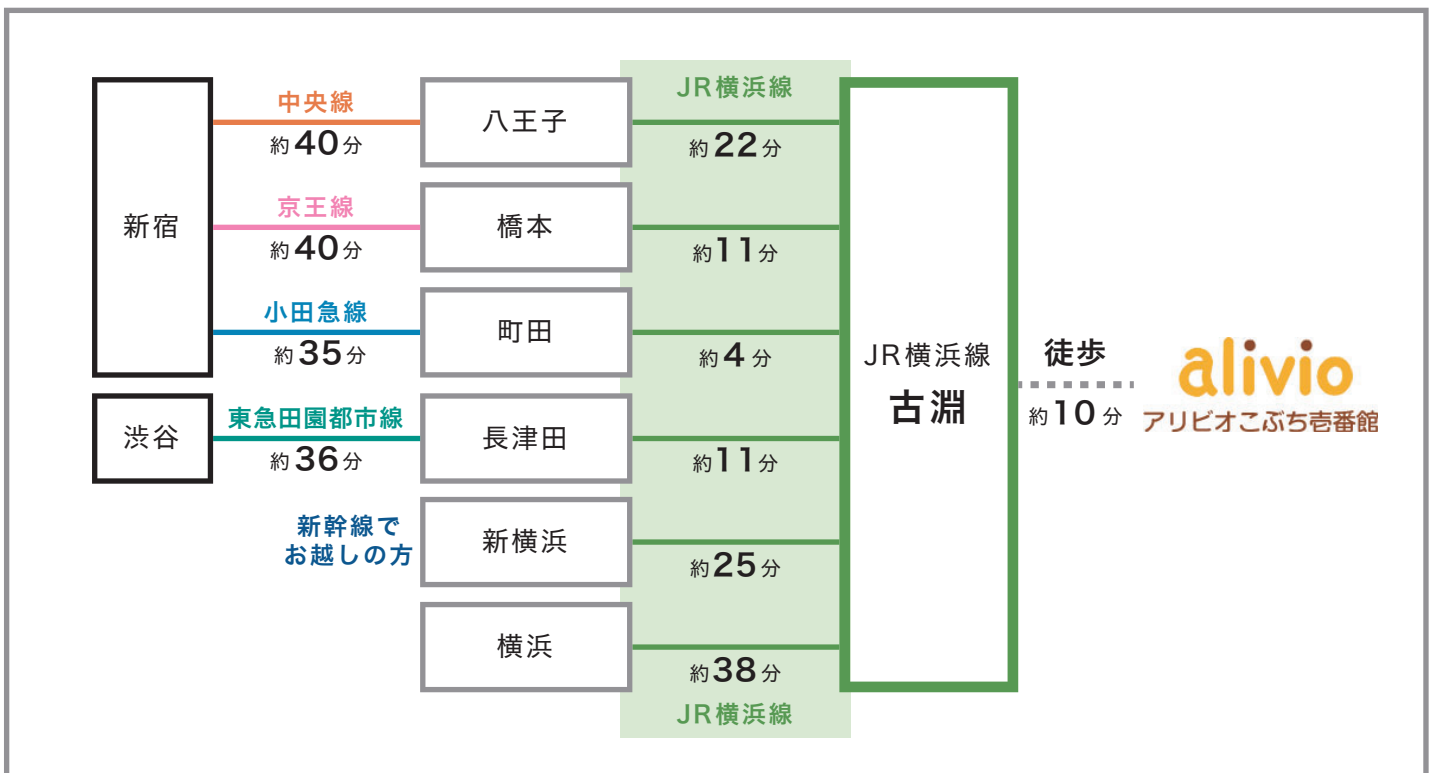 JR横浜線
新宿
中央線
約40分
八王子
約22分
京王線
約40分
橋本
約11分
小田急線
約35分
町田
約4分
渋谷
東急田園都市線
約36分
長津田
約11分
新幹線で
お越しの方
新横浜
約25分
横浜
約38分
JR横浜線
JR横浜線
古淵
徒歩
約10分
alivio
アリビオこぶち壱番館